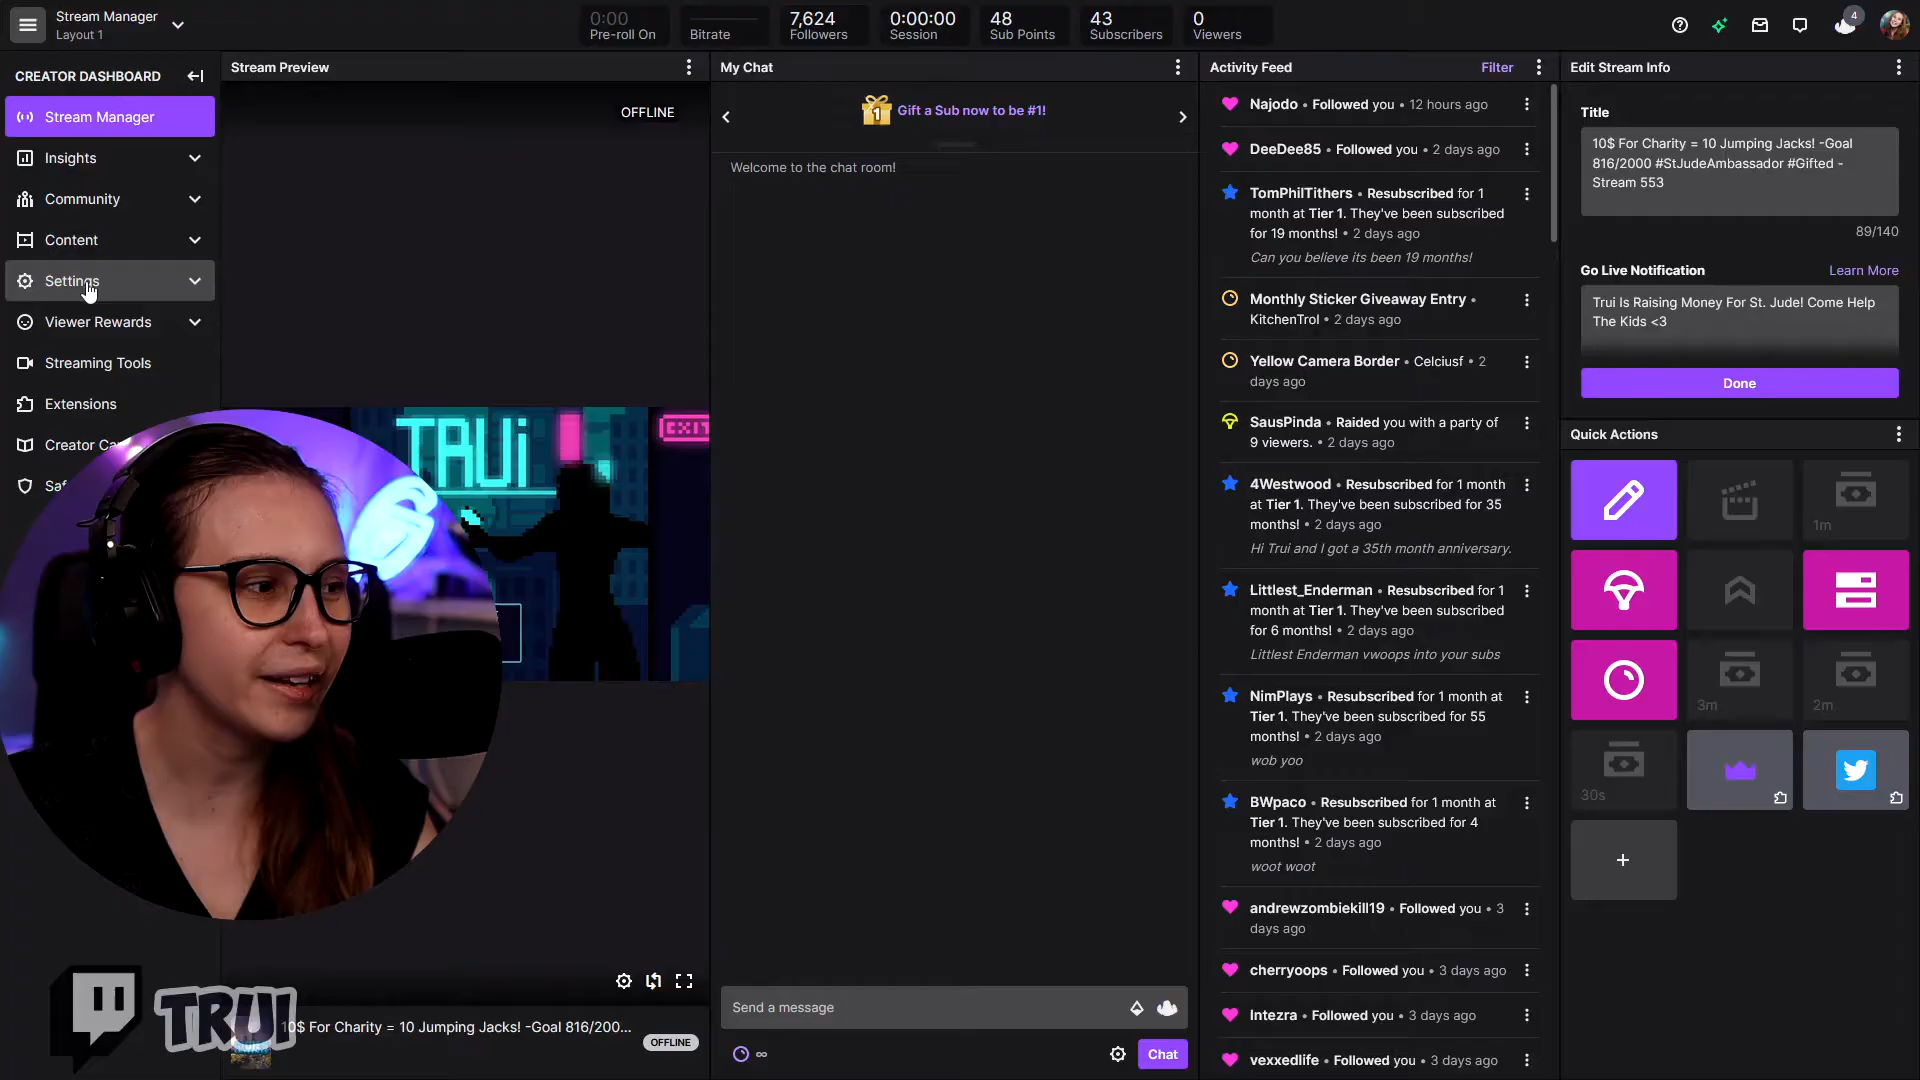 Stream Manager
Layout 1
0:00
Pre-roll On
Bitrate
7,624
Followers
0:00:00
Session
48
Sub Points
43
Subscribers
0
Viewers
4
CREATOR DASHBOARD
Stream Manager
Insights
Community
Content
Settings
Viewer Rewards
Streaming Tools
Extensions
Creator
Stream Preview
OFFLINE
TRUi
EXIT
10$ For Charity = 10 Jumping Jacks! -Goal 816/200...
OFFLINE
TRUI
My Chat
1
Gift a Sub now to be #1!
Welcome to the chat room!
Send a message
∞
Chat
Activity Feed
Filter
Najodo • Followed you • 12 hours ago
DeeDee85 • Followed you • 2 days ago
TomPhilTithers • Resubscribed for 1
month at Tier 1. They've been subscribed
for 19 months! • 2 days ago
Can you believe its been 19 months!
Monthly Sticker Giveaway Entry •
KitchenTrol • 2 days ago
Yellow Camera Border • Celciusf • 2
days ago
SausPinda • Raided you with a party of
9 viewers. • 2 days ago
4Westwood • Resubscribed for 1 month
at Tier 1. They've been subscribed for 35
months! • 2 days ago
Hi Trui and I got a 35th month anniversary.
Littlest_Enderman • Resubscribed for 1
month at Tier 1. They've been subscribed
for 6 months! • 2 days ago
Littlest Enderman vwoops into your subs
NimPlays • Resubscribed for 1 month at
Tier 1. They've been subscribed for 55
months! • 2 days ago
wob yoo
BWpaco • Resubscribed for 1 month at
Tier 1. They've been subscribed for 4
months! • 2 days ago
woot woot
andrewzombiekill19 • Followed you • 3
days ago
cherryoops • Followed you • 3 days ago
Intezra • Followed you • 3 days ago
vexxedlife • Followed you • 3 days ago
Edit Stream Info
Title
10$ For Charity = 10 Jumping Jacks! -Goal
816/2000 #StJudeAmbassador #Gifted -
Stream 553
89/140
Go Live Notification
Learn More
Trui Is Raising Money For St. Jude! Come Help
The Kids <3
Done
Quick Actions
1m
3m
2m
30s